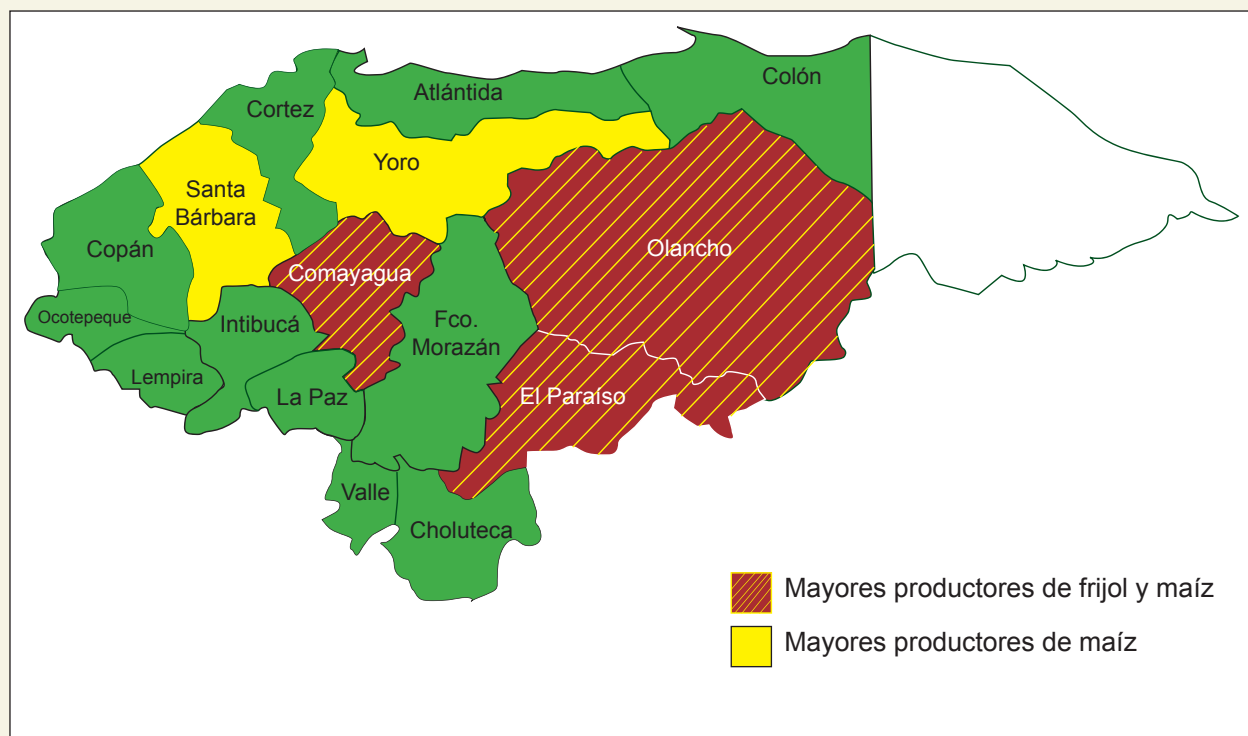 Atlántida
Colón
Cortez
Yoro
Santa
Bárbara
Copán
Olancho
Comayagua
Ocotepeque
Intibucá
Fco.
Morazán
Lempira
La Paz
El Paraíso
Valle
Choluteca
Mayores productores de frijol y maíz
Mayores productores de maíz